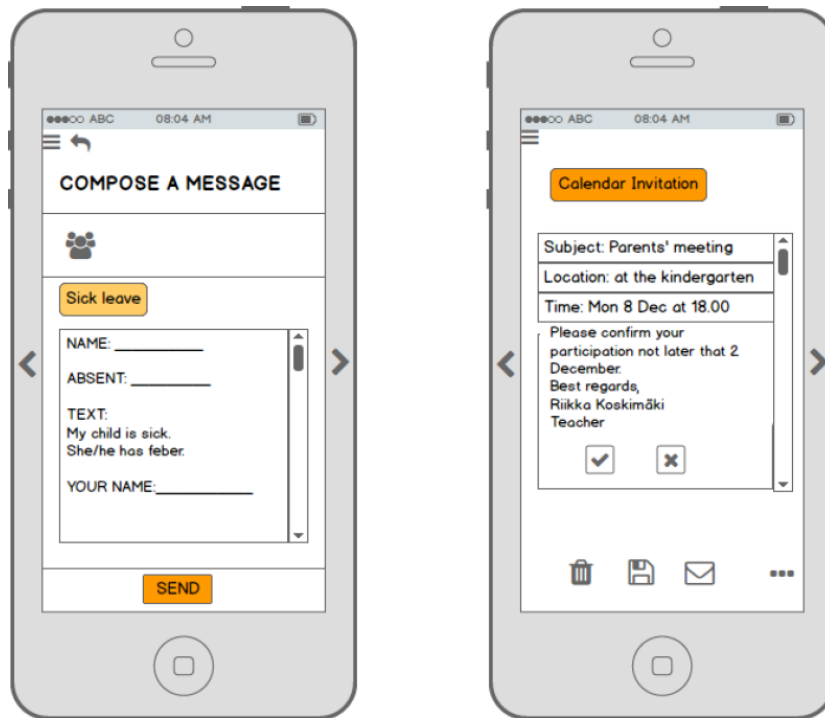 ABC 08:04 AM
COMPOSE A MESSAGE
Sick leave
NAME: ___________
ABSENT: __________
TEXT:
My child is sick.
She/he has feber.
YOUR NAME:____________
SEND
ABC 08:04 AM
Calendar Invitation
Subject: Parents' meeting
Location: at the kindergarten
Time: Mon 8 Dec at 18.00
Please confirm your
participation not later that 2
December.
Best regards,
Riikka Koskimäki
Teacher